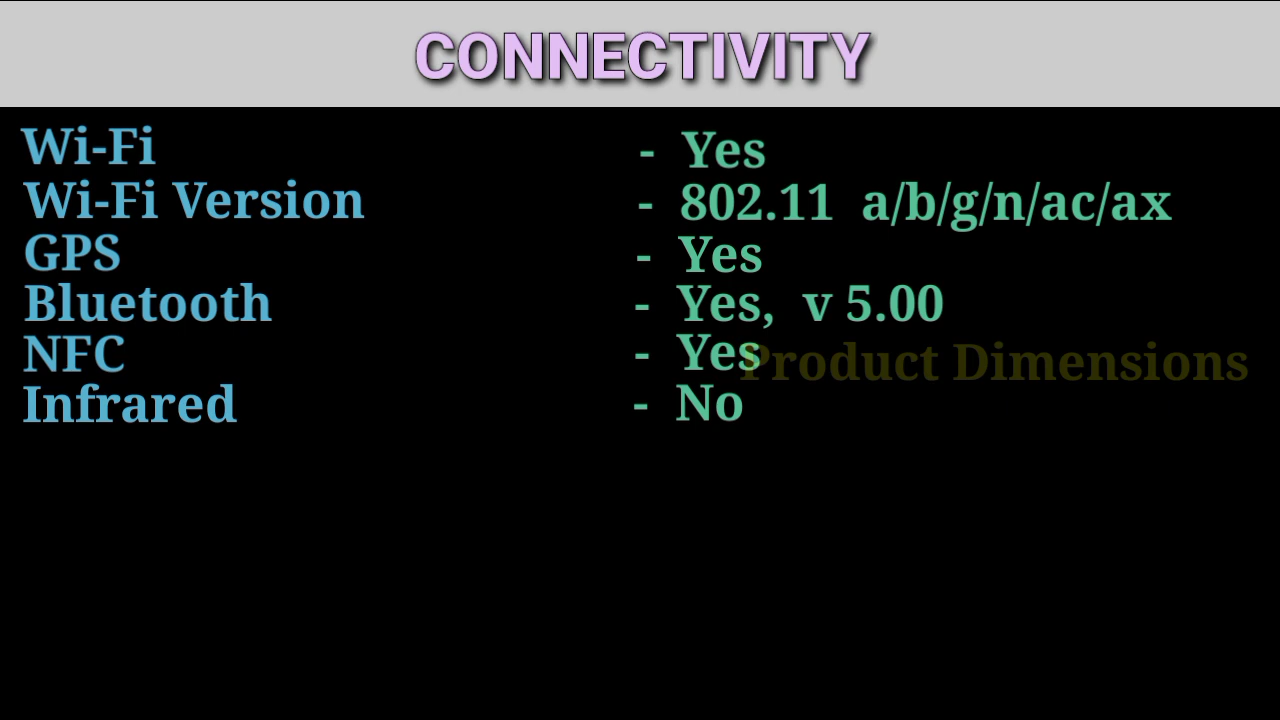 CONNECTIVITY
Wi-Fi - Yes
Wi-Fi Version - 802.11 a/b/g/n/ac/ax
GPS - Yes
Bluetooth - Yes, v 5.00
NFC - Yes
Product Dimensions
Infrared - No